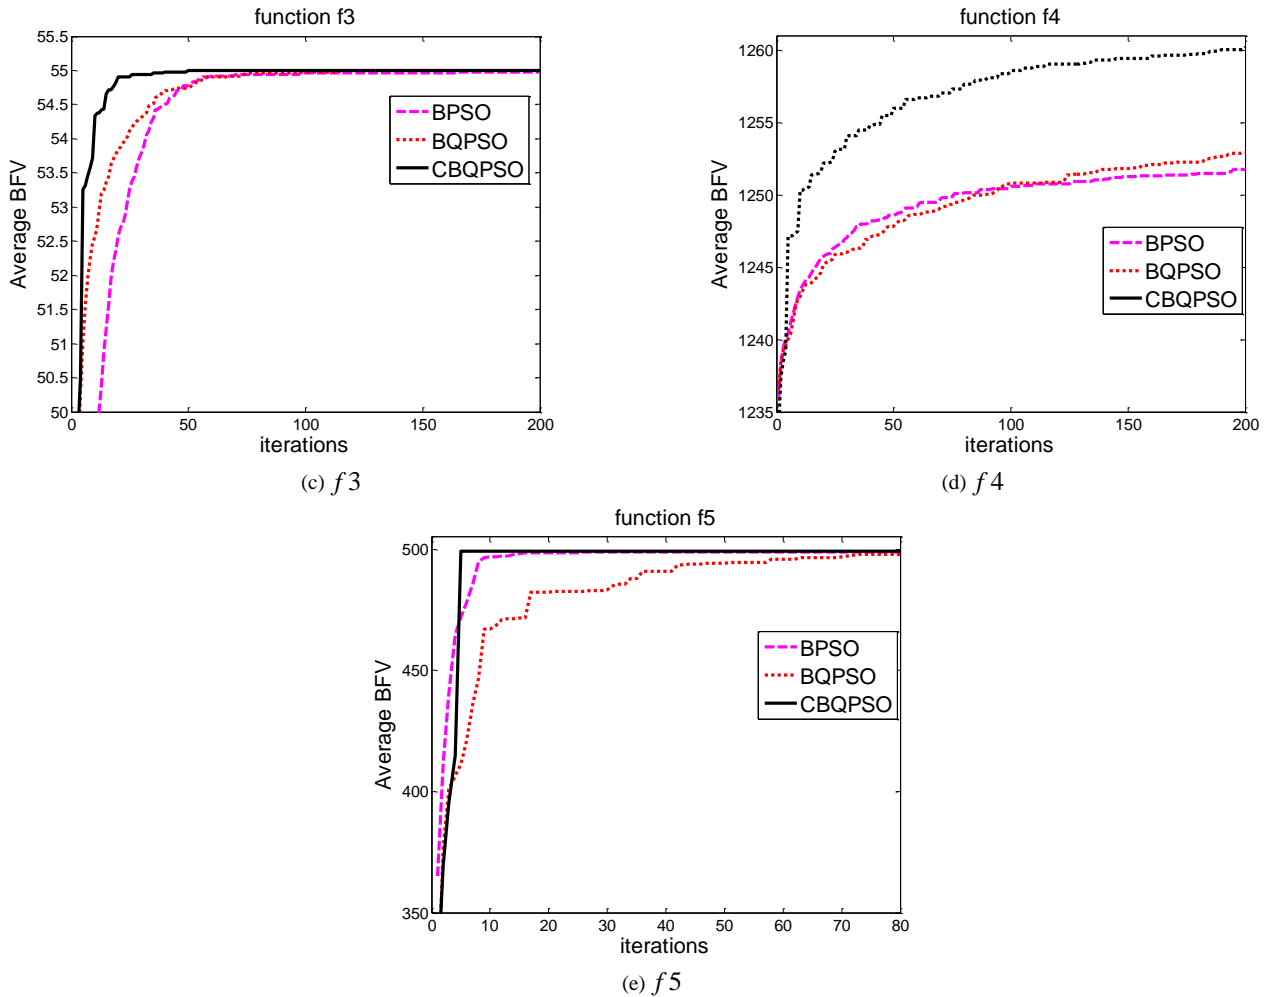 function f3
55.5
55
54.5
54
53.5
53
52.5
52
51.5
51
50.5
50
Average BFV
BPSO
BQPSO
CBQPSO
0 50 100 150 200
iterations
(c) f3
function f4
1260
1255
1250
1245
1240
1235
Average BFV
BPSO
BQPSO
CBQPSO
0 50 100 150 200
iterations
(d) f4
function f5
500
450
400
350
Average BFV
BPSO
BQPSO
CBQPSO
0 10 20 30 40 50 60 70 80
iterations
(e) f5